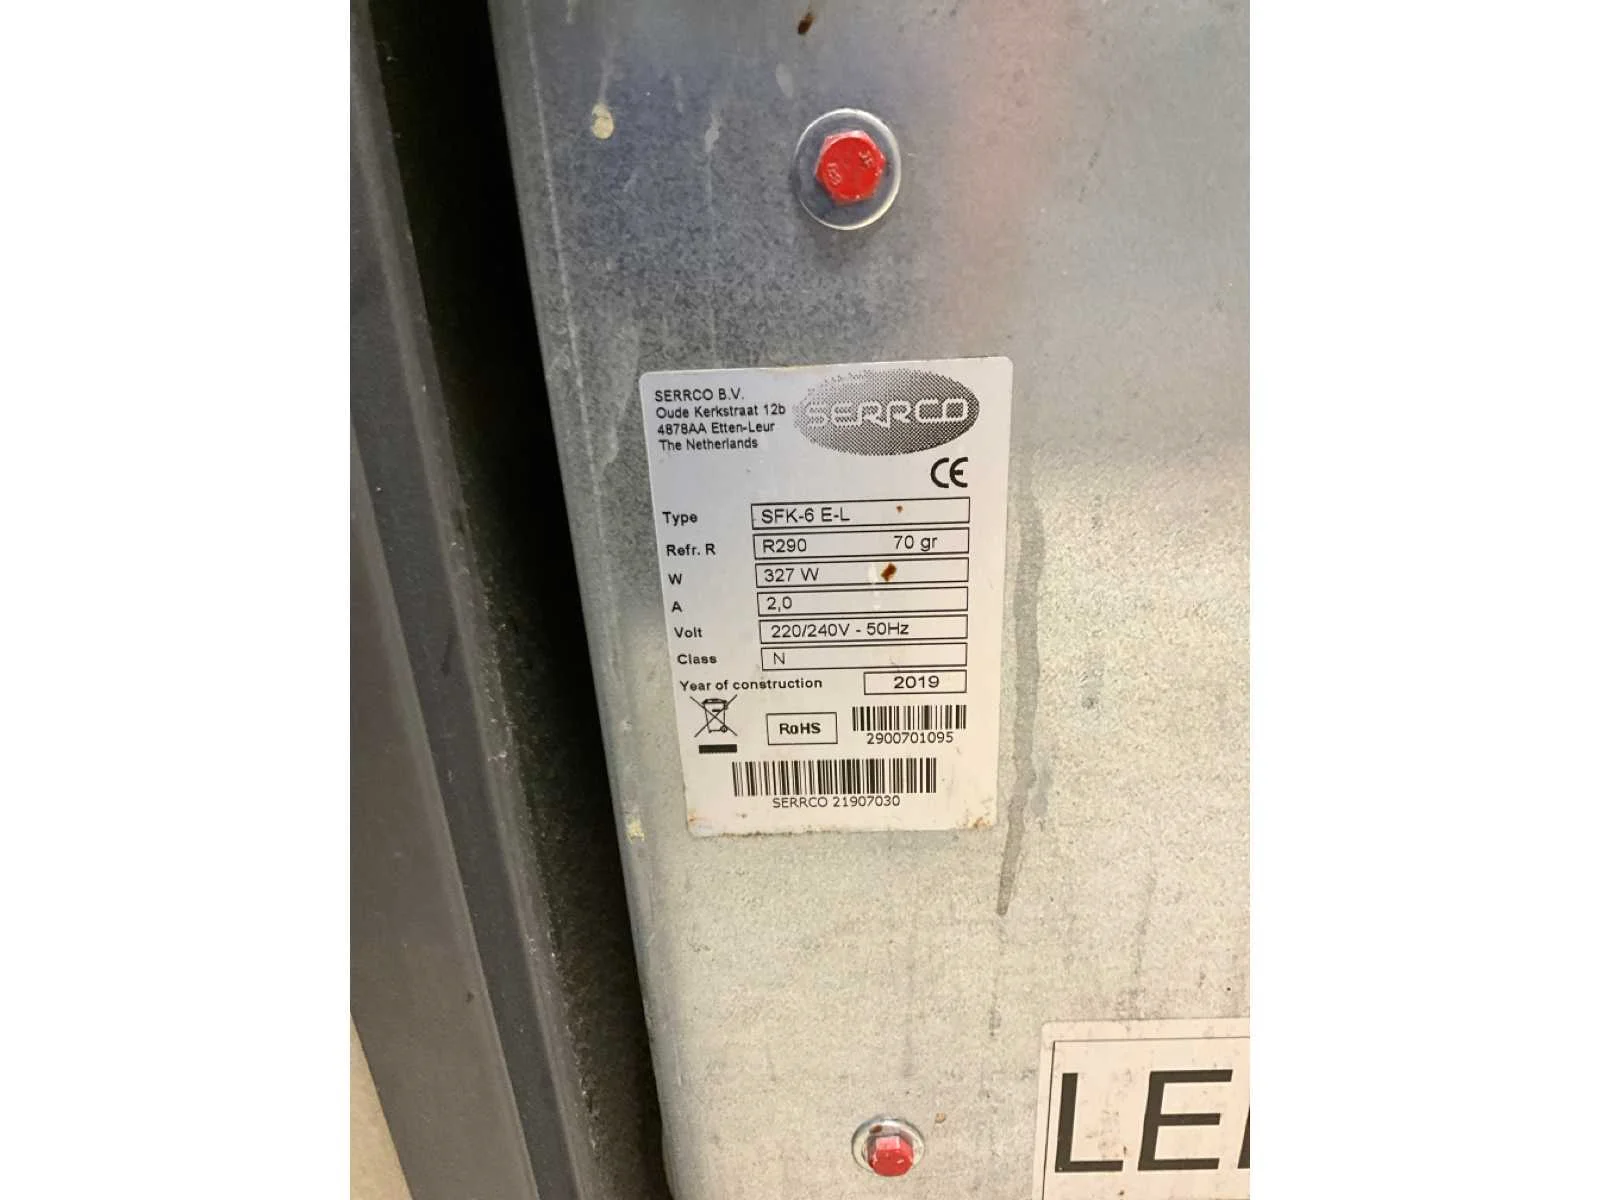 SERRCO B.V.
Oude Kerkstraat 12b
4878AA Etten-Leur
The Netherlands
SERRCO
CE
Type SFK-6 E-L
Refr. R R290 70 gr
W 327 W
A 2,0
Volt 220/240V - 50Hz
Class N
Year of construction 2019
RoHS
2900701095
SERRCO 21907030
LE